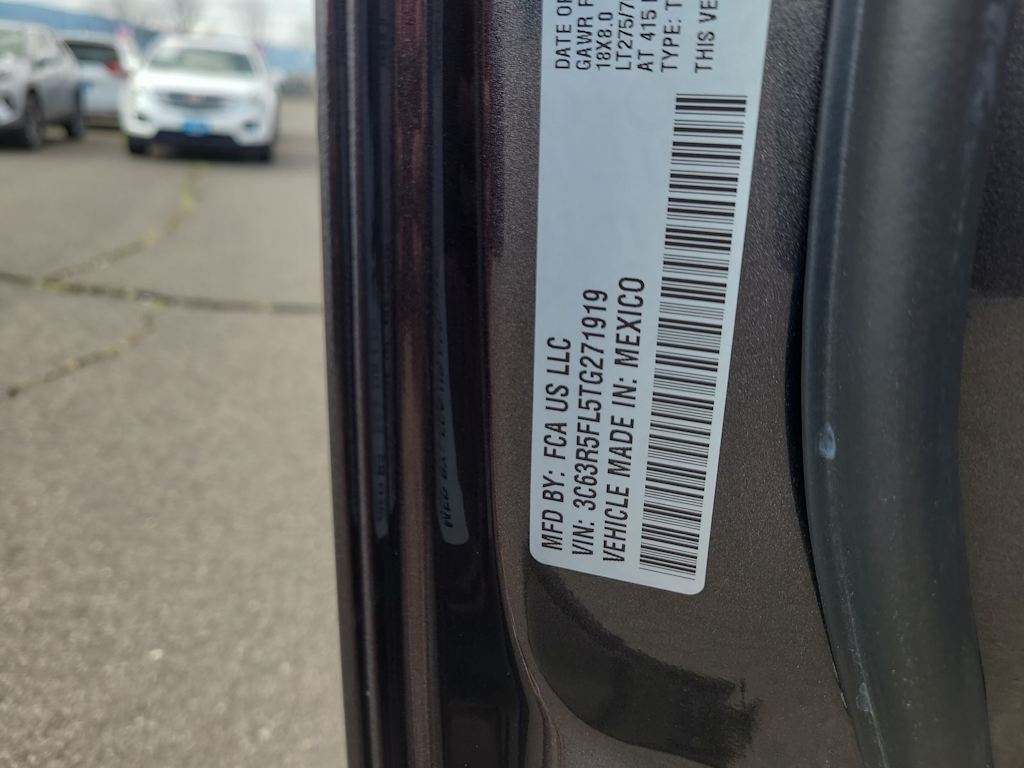 MFD BY: FCA US LLC
VIN: 3C63R5FL5TG271919
VEHICLE MADE IN: MEXICO
DATE OF
GAWR
18X8.0
LT275/7
AT 415
TYPE: T
THIS VE